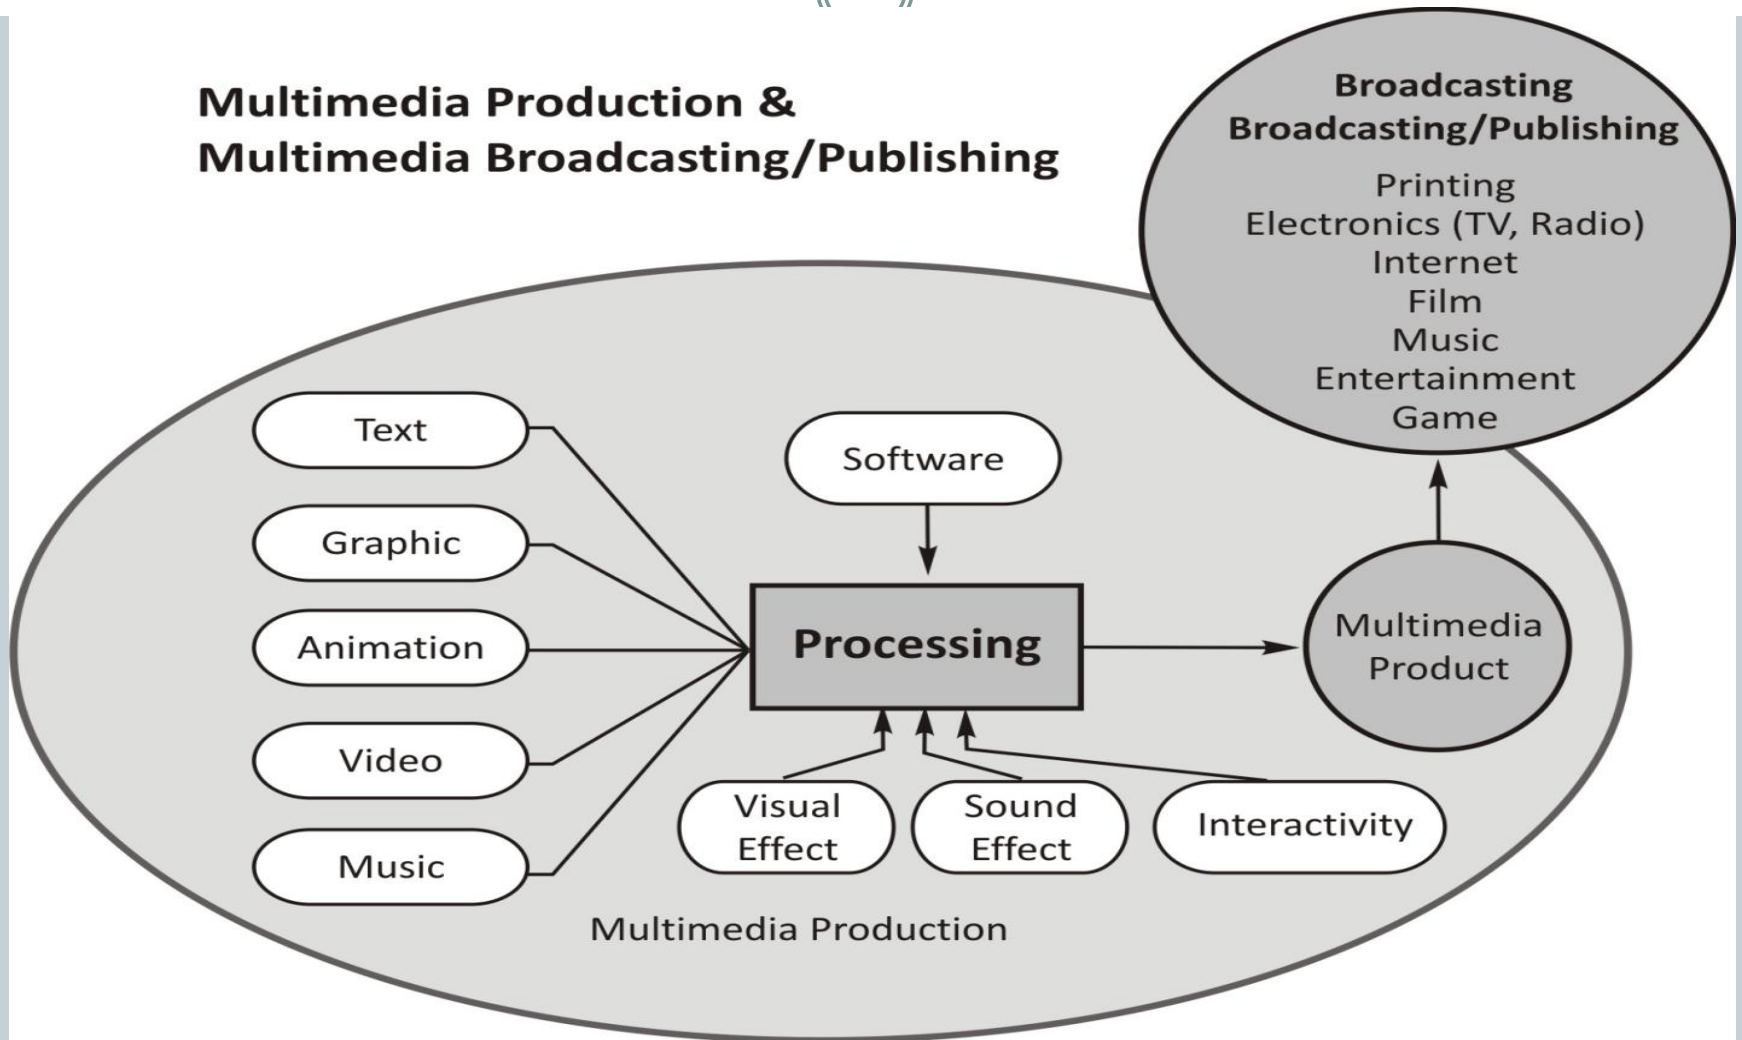 Multimedia Production &
Multimedia Broadcasting/Publishing
Broadcasting
Broadcasting/Publishing
Printing
Electronics (TV, Radio)
Internet
Film
Music
Entertainment
Game
Text
Graphic
Animation
Video
Music
Software
Processing
Visual
Effect
Sound
Effect
Interactivity
Multimedia
Product
Multimedia Production